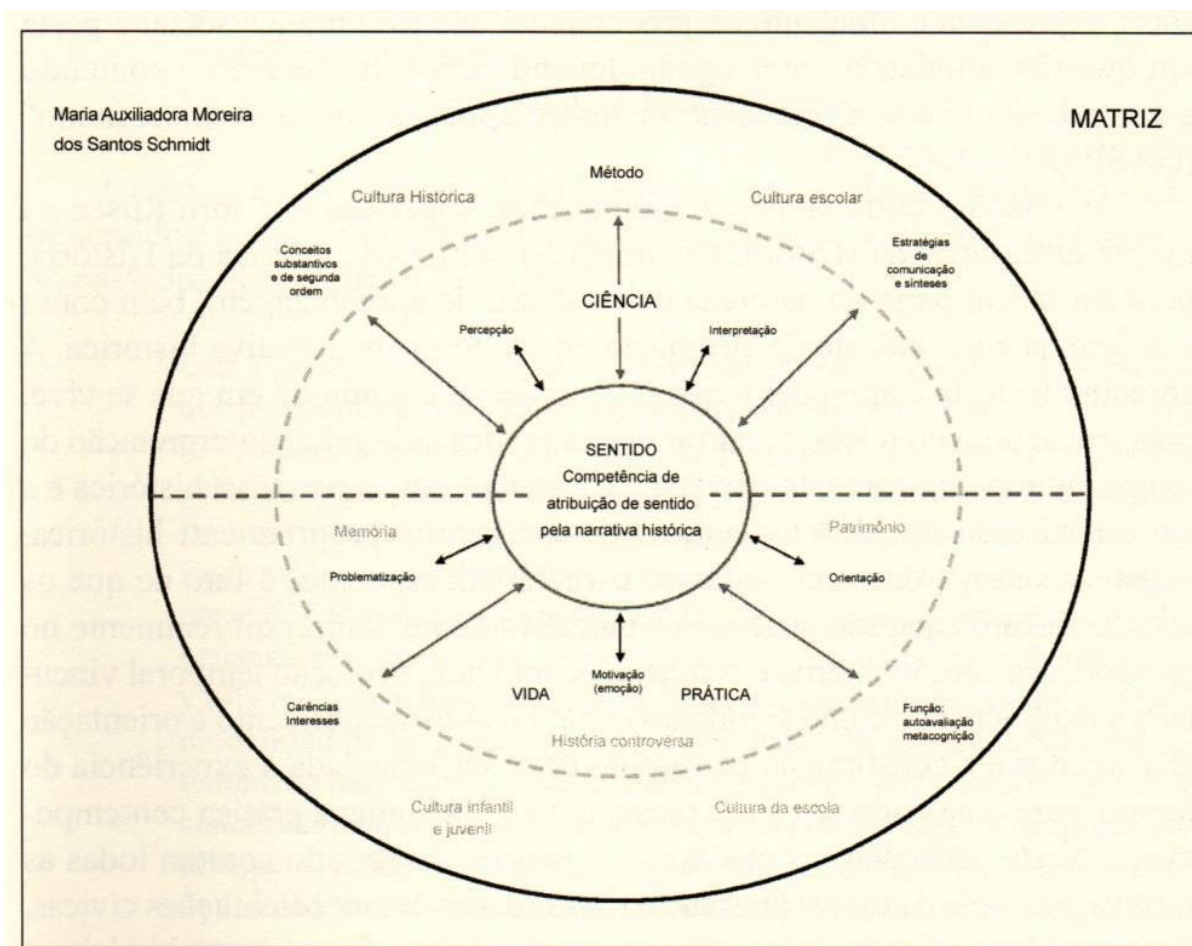 Maria Auxiliadora Moreira
dos Santos Schmidt
MATRIZ
Método
Cultura Histórica
Cultura escolar
Conceitos
substantivos
e de segunda
ordem
Estratégias
de
comunicação
e sínteses
CIÊNCIA
Percepção
Interpretação
SENTIDO
Competência de
atribuição de sentido
pela narrativa histórica
Memória
Patrimônio
Problematização
Orientação
Motivação
(emoção)
VIDA
PRÁTICA
Carências
Interesses
Função:
autoavaliação
metacognição
História controversa
Cultura infantil
e juvenil
Cultura da escola